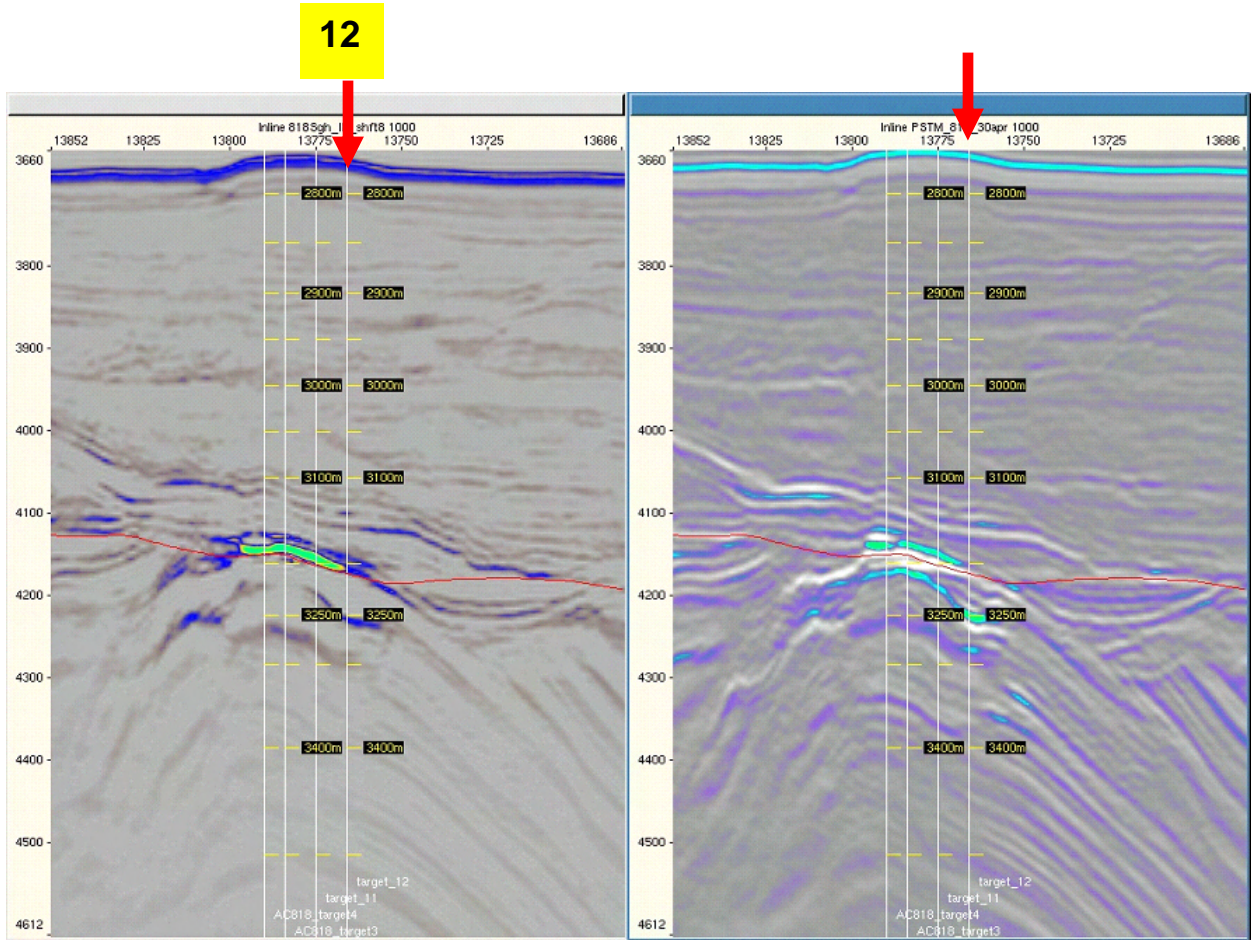 12
Inline 818Sgh_ shft8 1000
13852 13825 13800 13775 13750 13725 13686
3660
3800
3900
4000
4100
4200
4300
4400
4500
4612
2800m 2800m
2900m 2900m
3000m 3000m
3100m 3100m
3250m 3250m
3400m 3400m
target_12
target_11
AC818_target4
AC818_target3
Inline PSTM_81 30apr 1000
13852 13825 13800 13775 13750 13725 13686
3660
3800
3900
4000
4100
4200
4300
4400
4500
4612
2800m 2800m
2900m 2900m
3000m 3000m
3100m 3100m
3250m 3250m
3400m 3400m
target_12
target_11
AC818_target4
AC818_target3